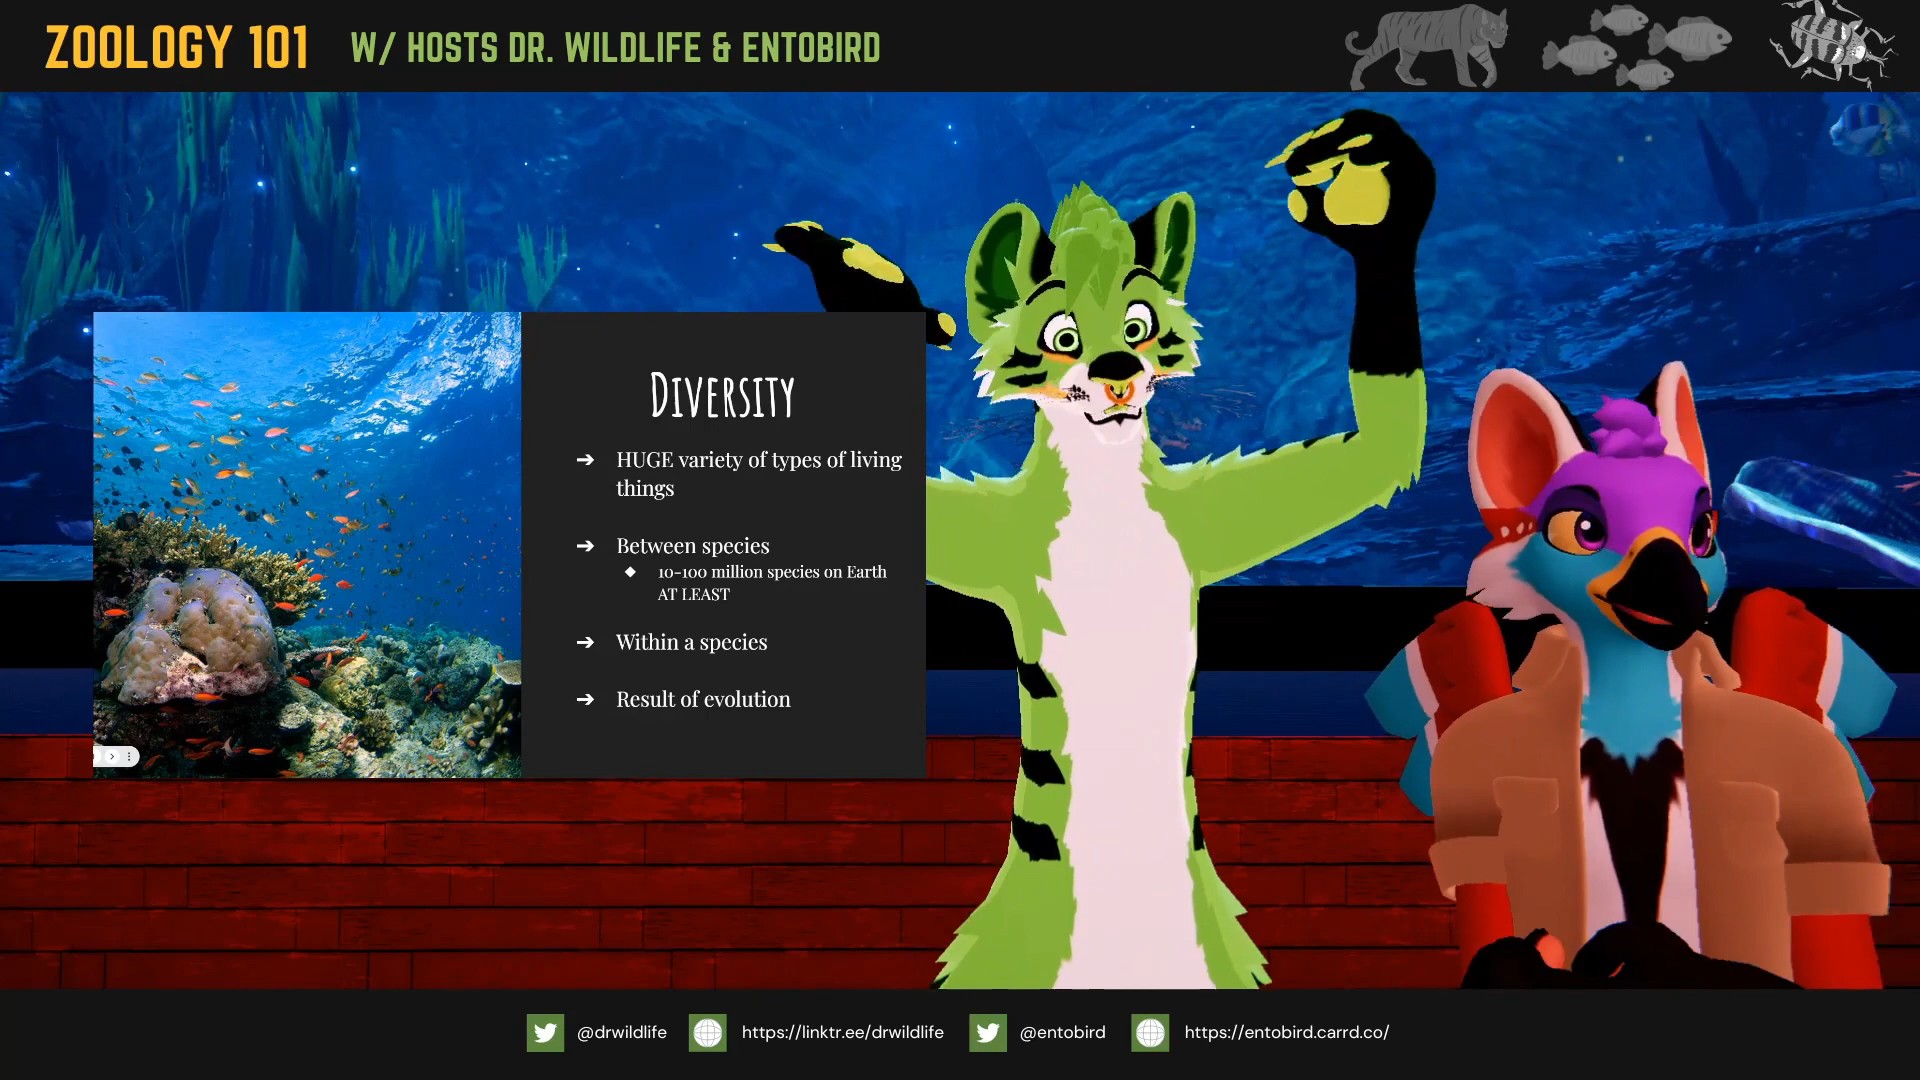 ZOOLOGY 101
W/ HOSTS DR. WILDLIFE & ENTOBIRD
DIVERSITY
➔ HUGE variety of types of living
things
➔ Between species
◆ 10-100 million species on Earth
AT LEAST
➔ Within a species
➔ Result of evolution
@drwildlife https://linktr.ee/drwildlife @entobird https://entobird.carrd.co/